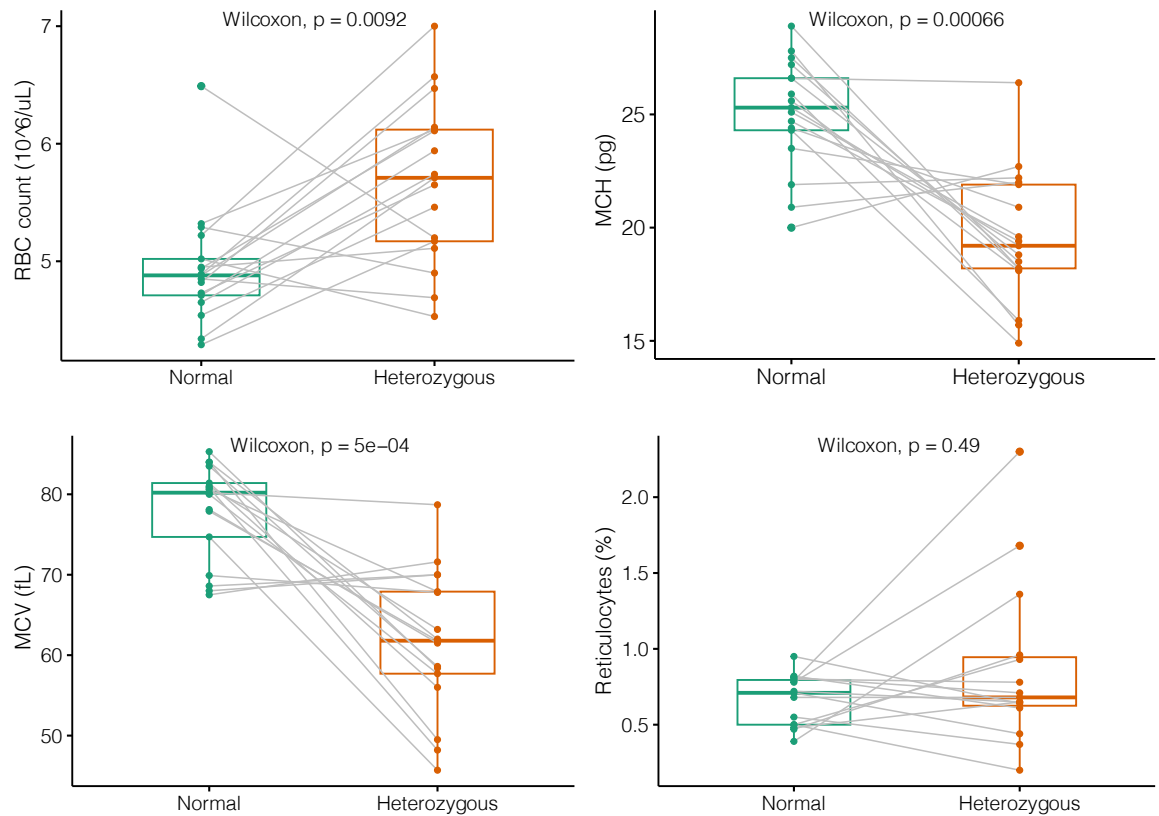 Wilcoxon, p = 0.0092
RBC count (10^6/uL)
7
6
5
Normal
Heterozygous
Wilcoxon, p = 0.00066
MCH (pg)
25
20
15
Normal
Heterozygous
Wilcoxon, p = 5e−04
MCV (fL)
80
70
60
50
Normal
Heterozygous
Wilcoxon, p = 0.49
Reticulocytes (%)
2.0
1.5
1.0
0.5
Normal
Heterozygous